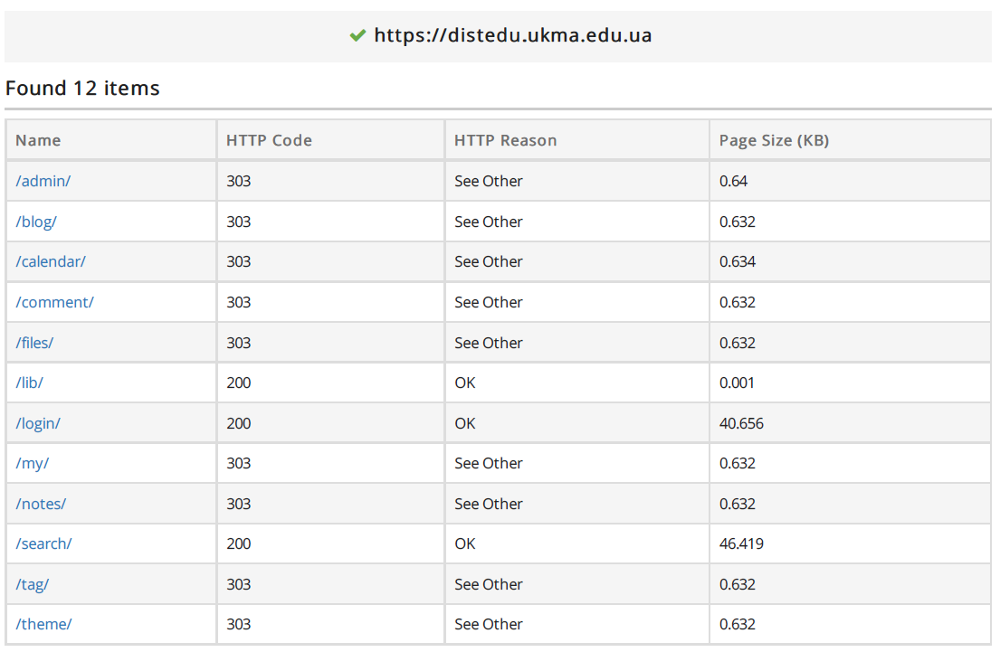 https://distedu.ukma.edu.ua
Found 12 items
Name HTTP Code HTTP Reason Page Size (KB)
/admin/ 303 See Other 0.64
/blog/ 303 See Other 0.632
/calendar/ 303 See Other 0.634
/comment/ 303 See Other 0.632
/files/ 303 See Other 0.632
/lib/ 200 OK 0.001
/login/ 200 OK 40.656
/my/ 303 See Other 0.632
/notes/ 303 See Other 0.632
/search/ 200 OK 46.419
/tag/ 303 See Other 0.632
/theme/ 303 See Other 0.632